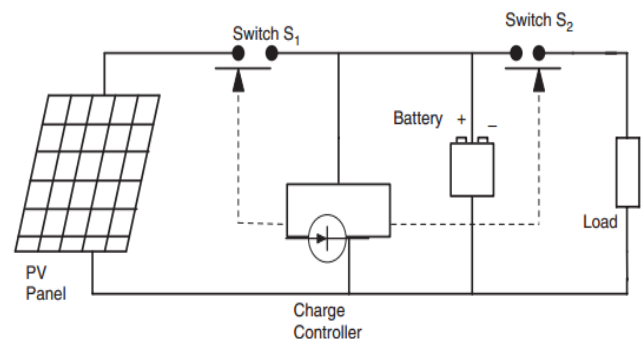 Switch S₁
Switch S₂
Battery + –
Load
PV
Panel
Charge
Controller